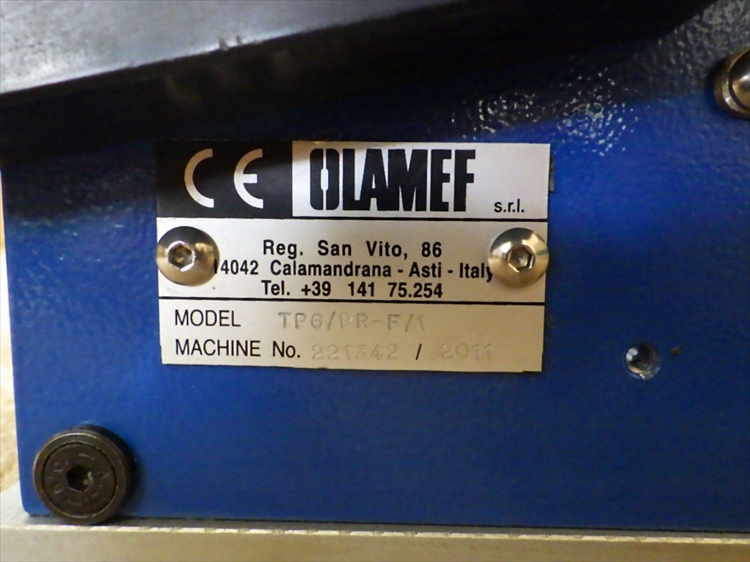 CE OLAMEF s.r.l.
Reg. San Vito, 86
14042 Calamandrana - Asti - Italy
Tel. +39 141 75.254
MODEL TP6/PR-F/1
MACHINE No. 221342 / 2011